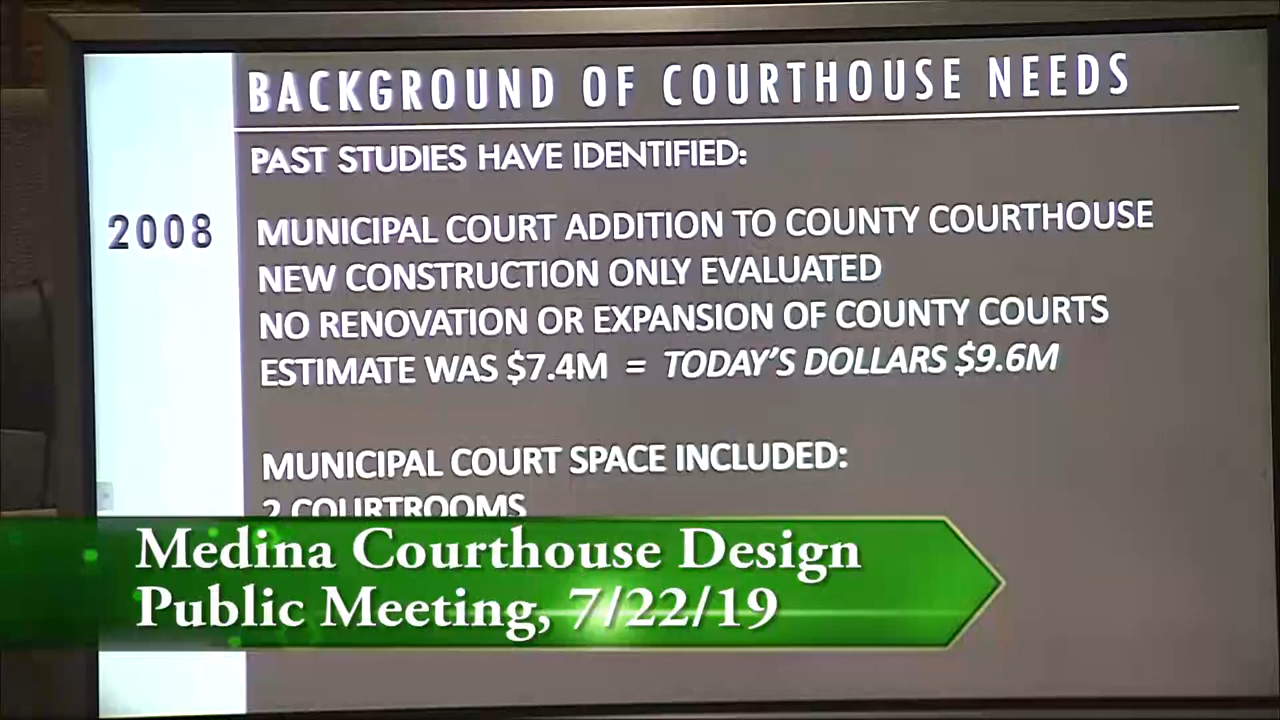 BACKGROUND OF COURTHOUSE NEEDS
PAST STUDIES HAVE IDENTIFIED:
2008
MUNICIPAL COURT ADDITION TO COUNTY COURTHOUSE
NEW CONSTRUCTION ONLY EVALUATED
NO RENOVATION OR EXPANSION OF COUNTY COURTS
ESTIMATE WAS $7.4M = TODAY'S DOLLARS $9.6M
MUNICIPAL COURT SPACE INCLUDED:
2 COURTROOMS
Medina Courthouse Design
Public Meeting, 7/22/19